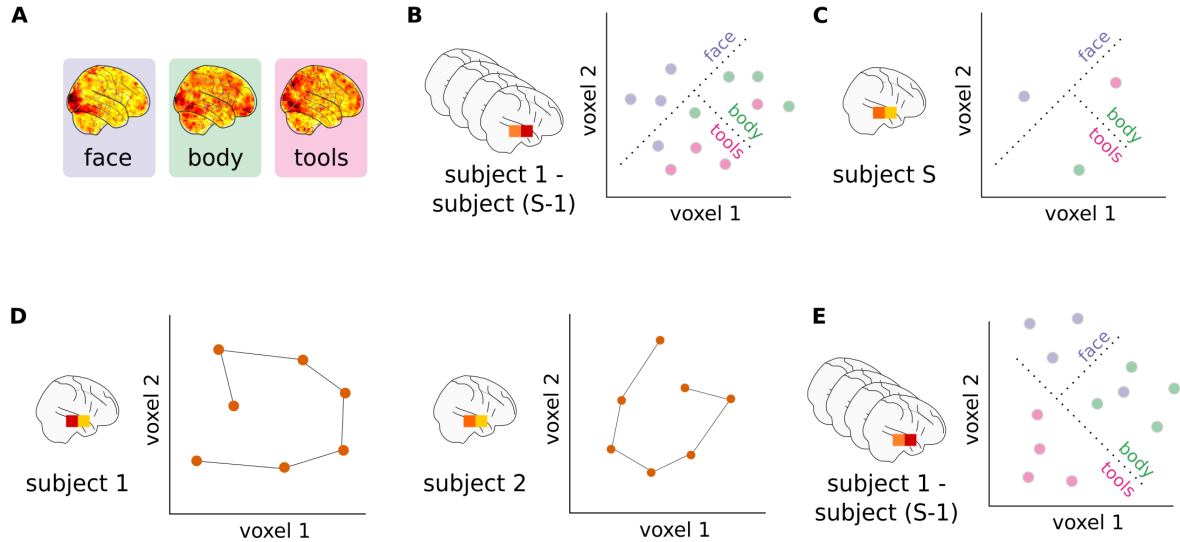 A
face
body
tools
B
subject 1 -
subject (S-1)
voxel 2
face
body
tools
voxel 1
C
subject S
voxel 2
face
body
tools
voxel 1
D
subject 1
voxel 2
voxel 1
subject 2
voxel 2
voxel 1
E
subject 1 -
subject (S-1)
voxel 2
face
body
tools
voxel 1